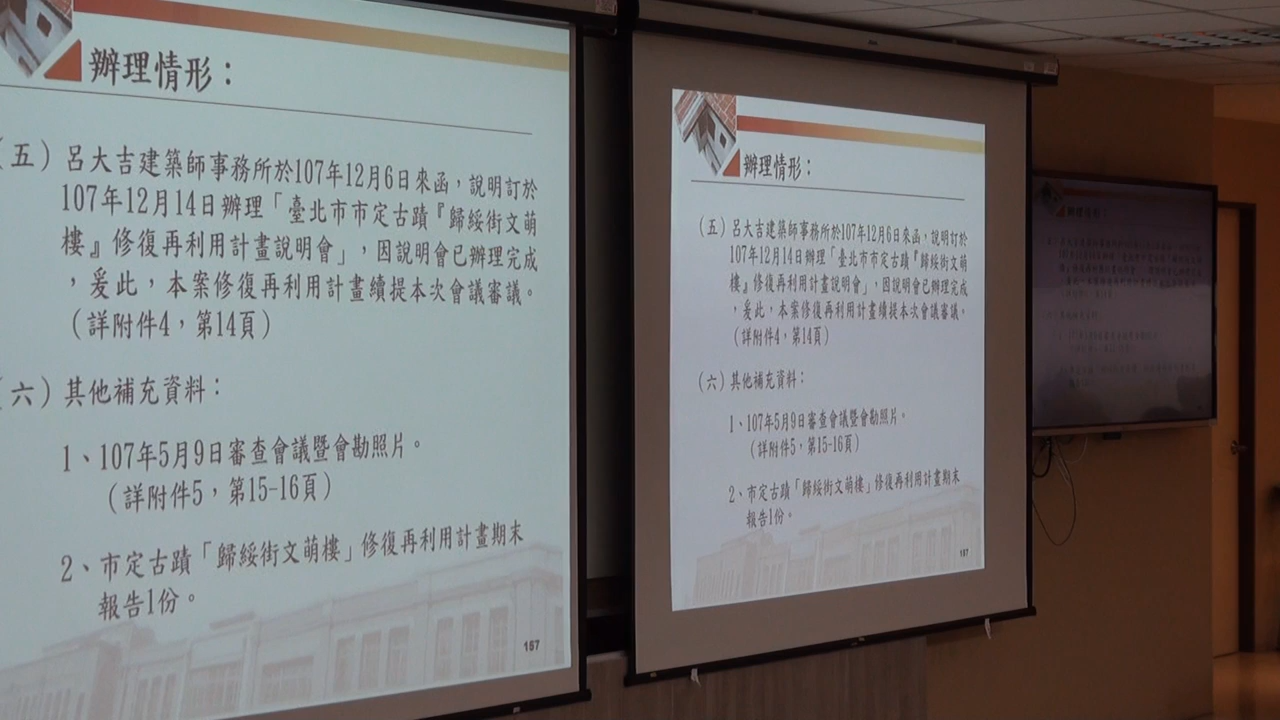 辦理情形：
（五）呂大吉建築師事務所於107年12月6日來函，說明訂於
107年12月14日辦理「臺北市市定古蹟『歸綏街文萌
樓』修復再利用計畫說明會」，因說明會已辦理完成
，爰此，本案修復再利用計畫續提本次會議審議。
（詳附件4，第14頁）
（六）其他補充資料：
1、107年5月9日審查會議暨會勘照片。
（詳附件5，第15-16頁）
2、市定古蹟「歸綏街文萌樓」修復再利用計畫期末
報告1份。
167
辦理情形：
（五）呂大吉建築師事務所於107年12月6日來函，說明訂於
107年12月14日辦理「臺北市市定古蹟『歸綏街文萌
樓』修復再利用計畫說明會」，因說明會已辦理完成
，爰此，本案修復再利用計畫續提本次會議審議。
（詳附件4，第14頁）
（六）其他補充資料：
1、107年5月9日審查會議暨會勘照片。
（詳附件5，第15-16頁）
2、市定古蹟「歸綏街文萌樓」修復再利用計畫期末
報告1份。
167
辦理情形：